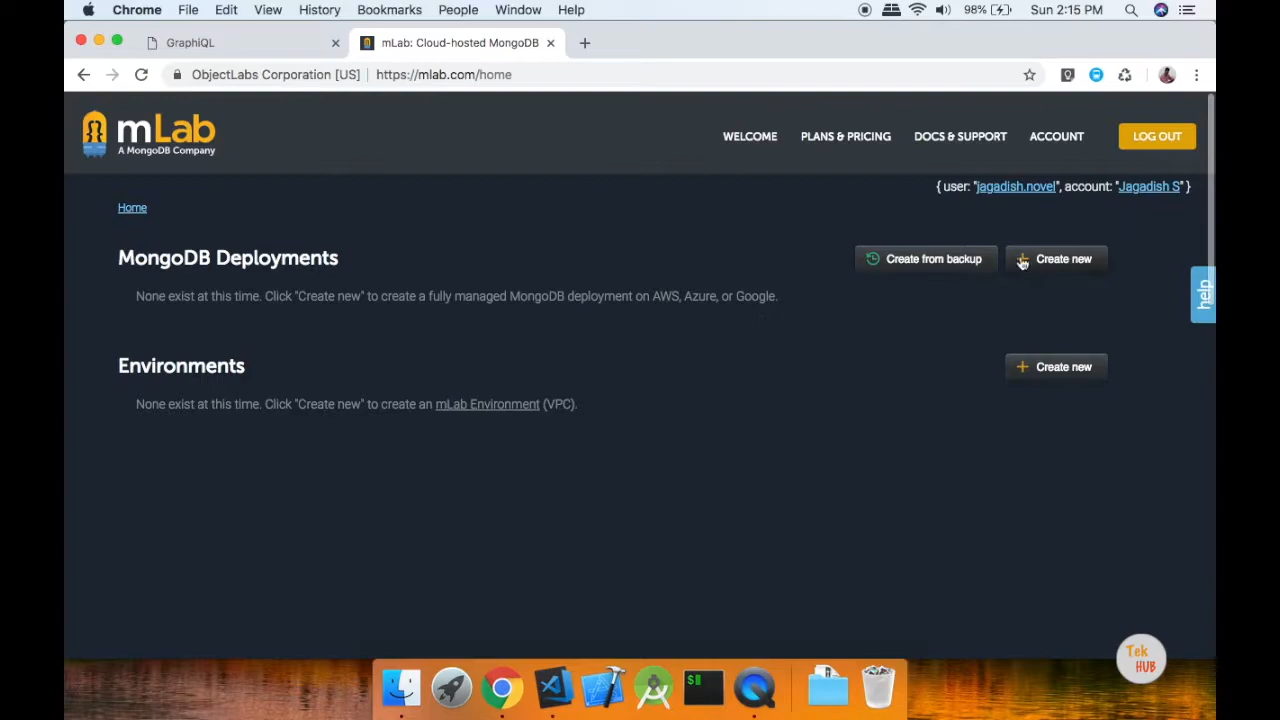 Chrome File Edit View History Bookmarks People Window Help 98% Sun 2:15 PM
GraphiQL mLab: Cloud-hosted MongoDB
ObjectLabs Corporation [US] https://mlab.com/home
mLab
A MongoDB Company
WELCOME PLANS & PRICING DOCS & SUPPORT ACCOUNT LOG OUT
{ user: "jagadish.novel", account: "Jagadish S" }
Home
MongoDB Deployments Create from backup Create new
None exist at this time. Click "Create new" to create a fully managed MongoDB deployment on AWS, Azure, or Google.
help
Environments Create new
None exist at this time. Click "Create new" to create an mLab Environment (VPC).
Tek
HUB